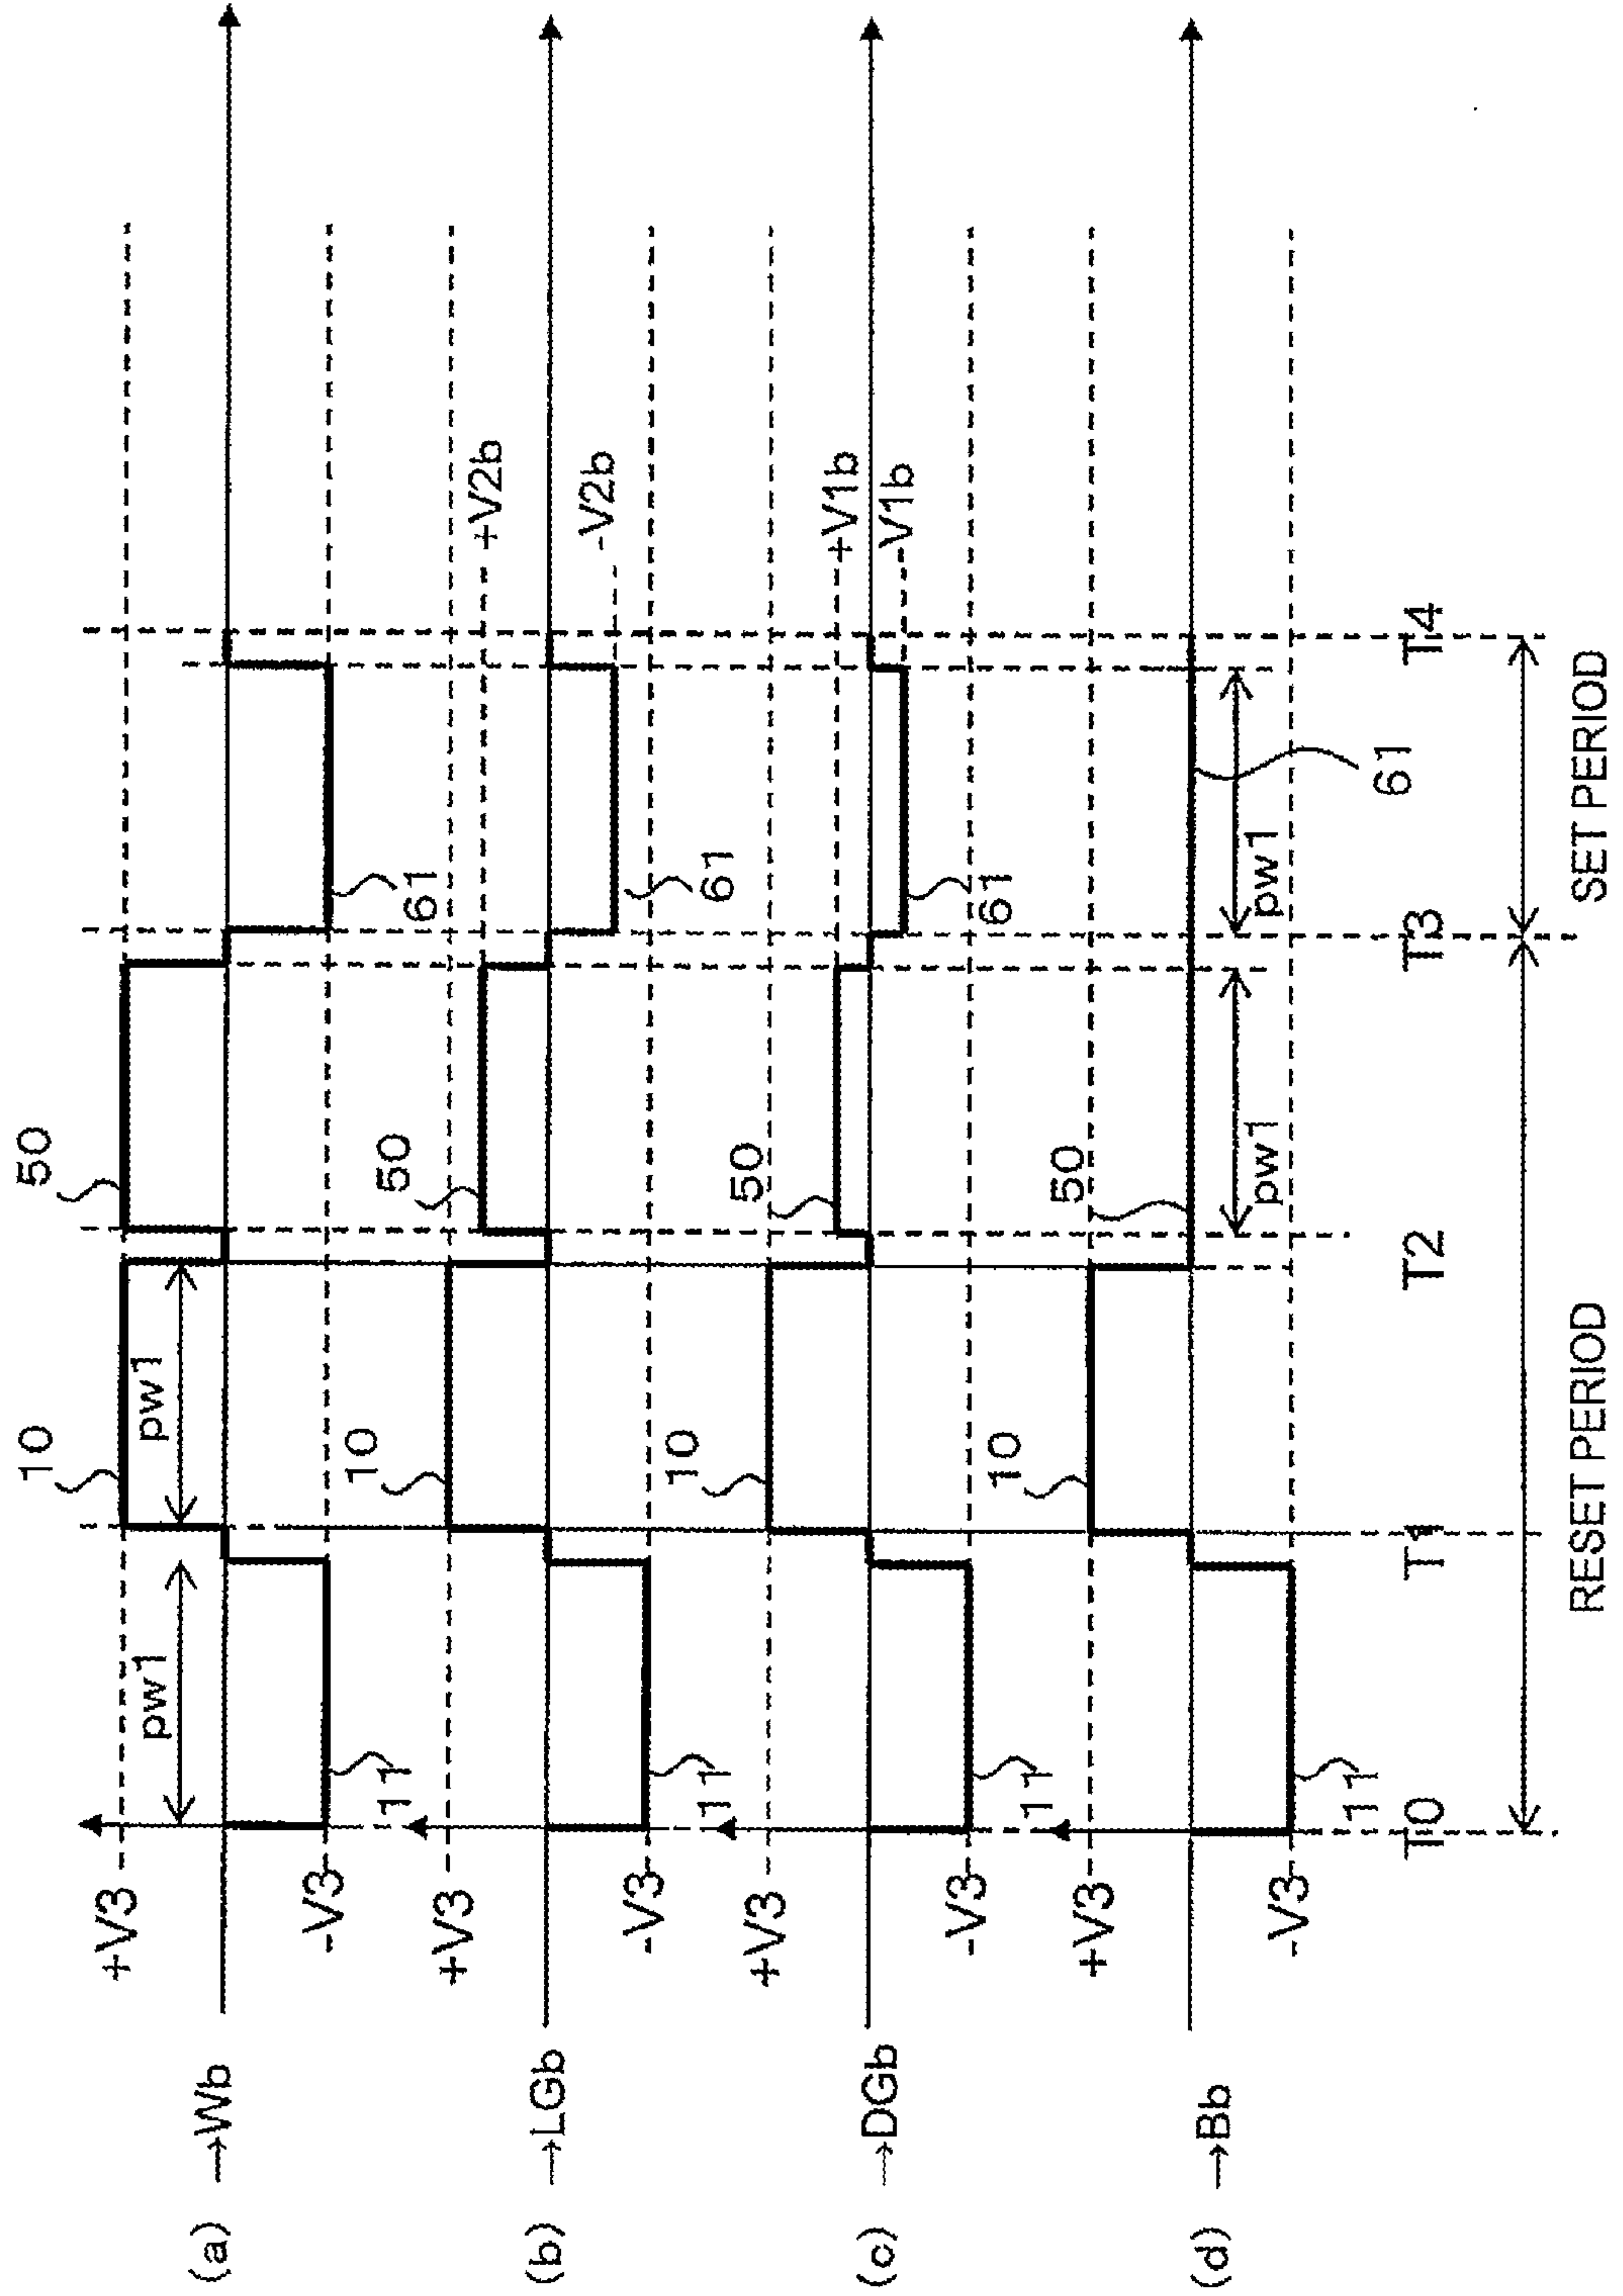 (a) →Wb
+V3
-V3
pw1
pw1
11
10
50
61
(b) →LGb
+V3
-V3
11
10
50
61
+V2b
-V2b
(c) →DGb
+V3
-V3
11
10
50
61
+V1b
-V1b
(d) →Bb
+V3
-V3
11
10
50
pw1
pw1
61
T0
T1
T2
T3
T4
RESET PERIOD
SET PERIOD